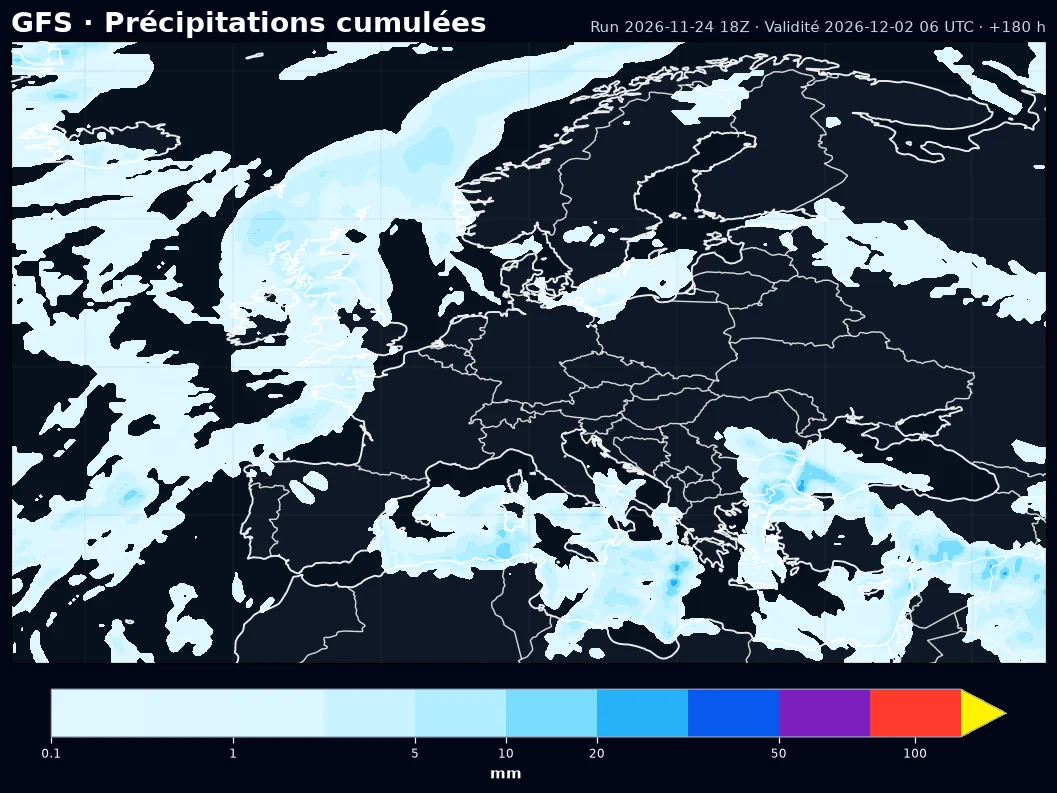 GFS · Précipitations cumulées
Run 2026-11-24 18Z · Validité 2026-12-02 06 UTC · +180 h
0.1 1 5 10 20 50 100
mm